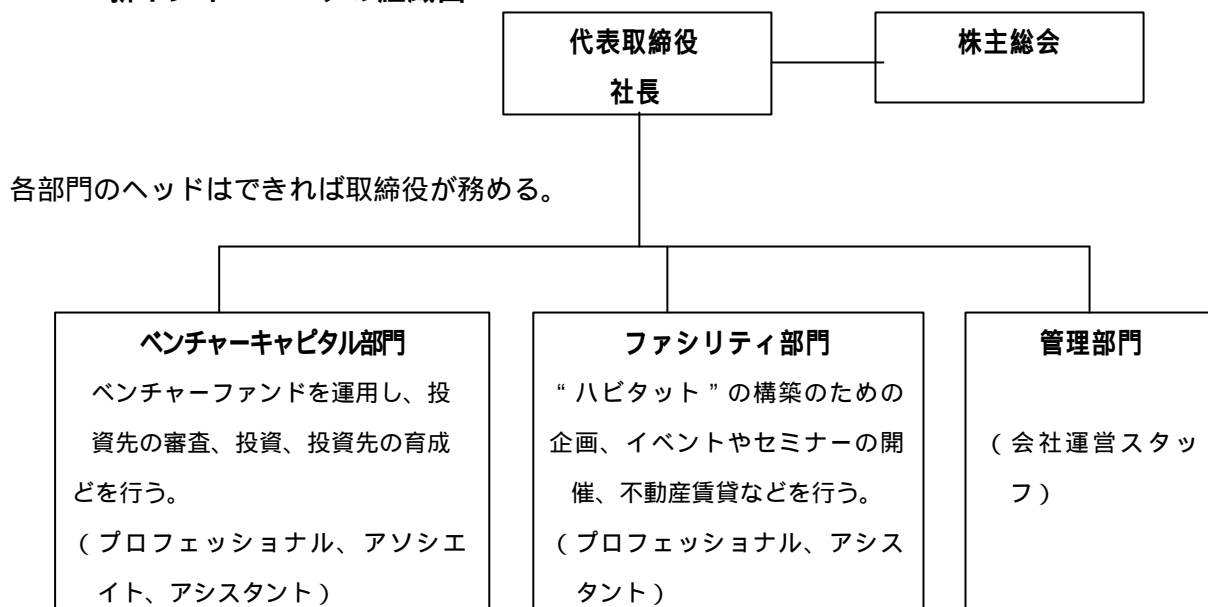 代表取締役
社長
株主総会
各部門のヘッドはできれば取締役が務める。
ベンチャーキャピタル部門
ベンチャーファンドを運用し、投
資先の審査、投資、投資先の育成
どを行う。
(プロフェッショナル、アソシエ
イト、アシスタント)
ファシリティ部門
“ハビタット”の構築のための
企画、イベントやセミナーの開
催、不動産賃貸などを行う。
(プロフェッショナル、アシス
タント)
管理部門
(会社運営スタッ
フ)